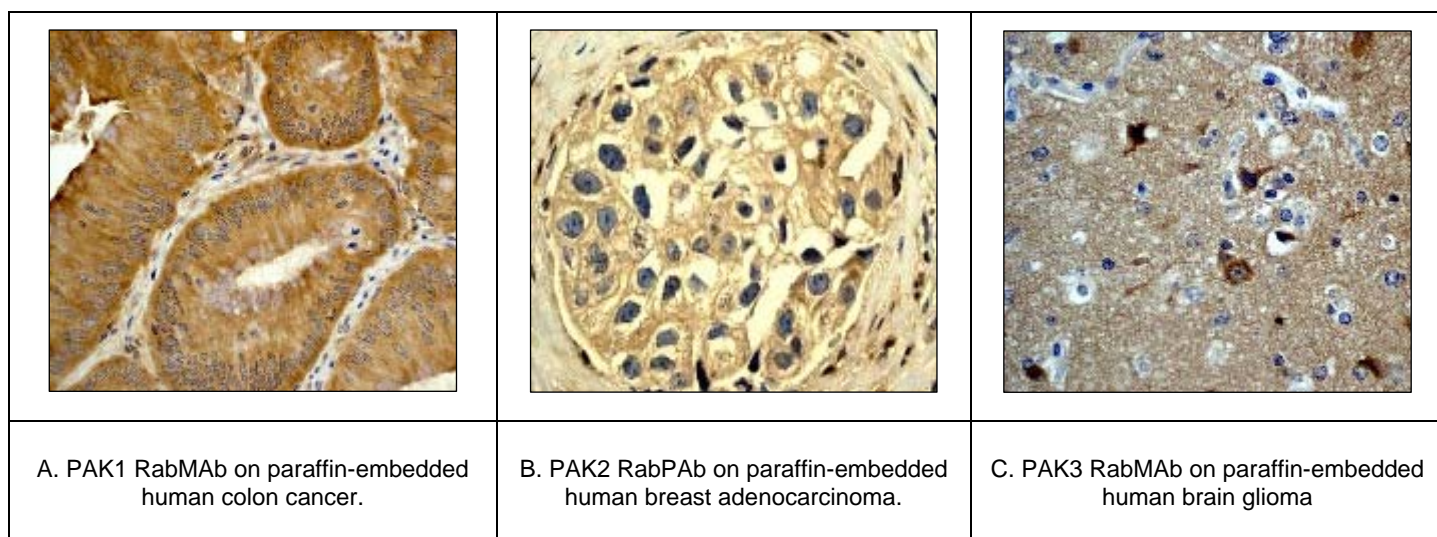 A. PAK1 RabMAb on paraffin-embedded
human colon cancer.
B. PAK2 RabPAb on paraffin-embedded
human breast adenocarcinoma.
C. PAK3 RabMAb on paraffin-embedded
human brain glioma